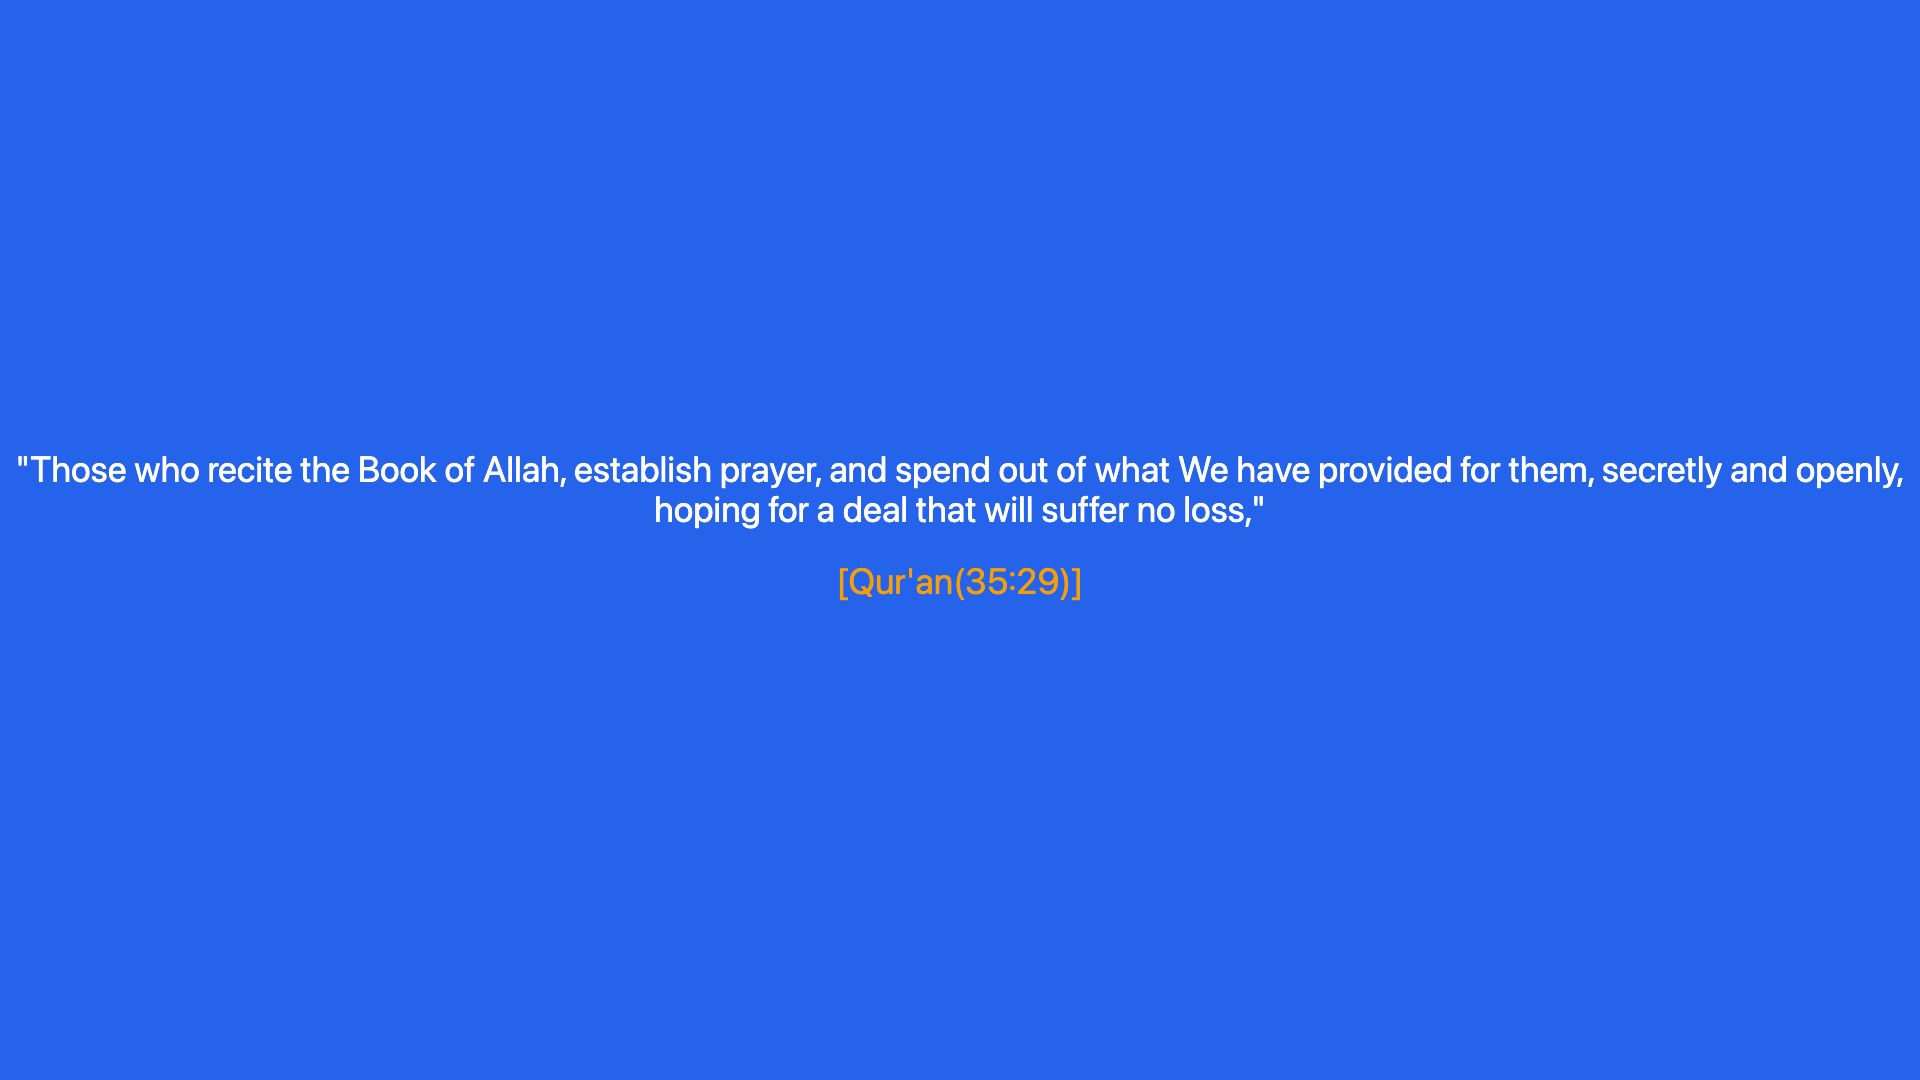 "Those who recite the Book of Allah, establish prayer, and spend out of what We have provided for them, secretly and openly,
hoping for a deal that will suffer no loss,"
[Qur'an(35:29)]